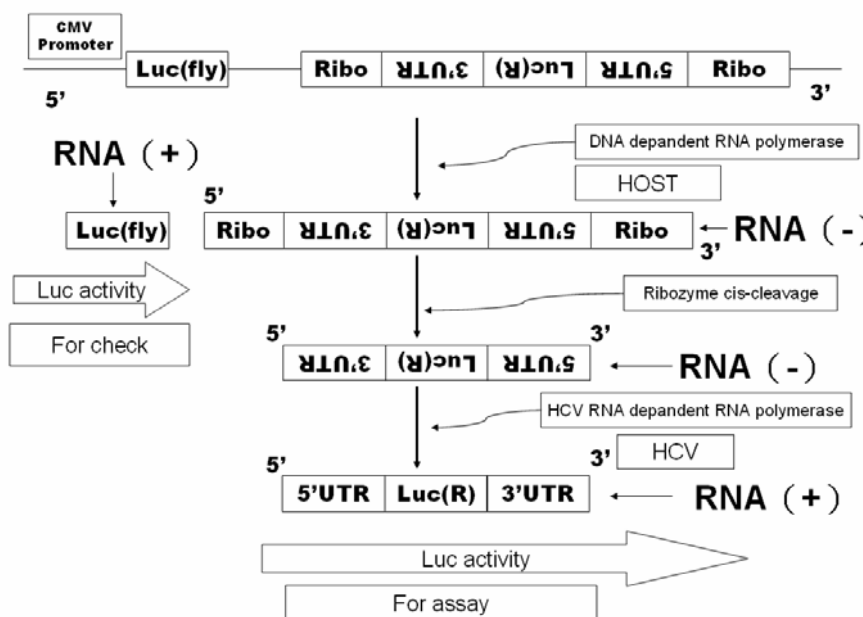 CMV
Promoter
Luc(fly)
Ribo 3'UTR Luc(R) 5'UTR Ribo
5' 3'
DNA dependent RNA polymerase
HOST
RNA (+)
5'
Luc(fly)
Ribo 3'UTR Luc(R) 5'UTR Ribo
3'
RNA (-)
Luc activity
For check
Ribozyme cis-cleavage
5' 3'
3'UTR Luc(R) 5'UTR
RNA (-)
HCV RNA dependent RNA polymerase
HCV
5' 3'
5'UTR Luc(R) 3'UTR
RNA (+)
Luc activity
For assay